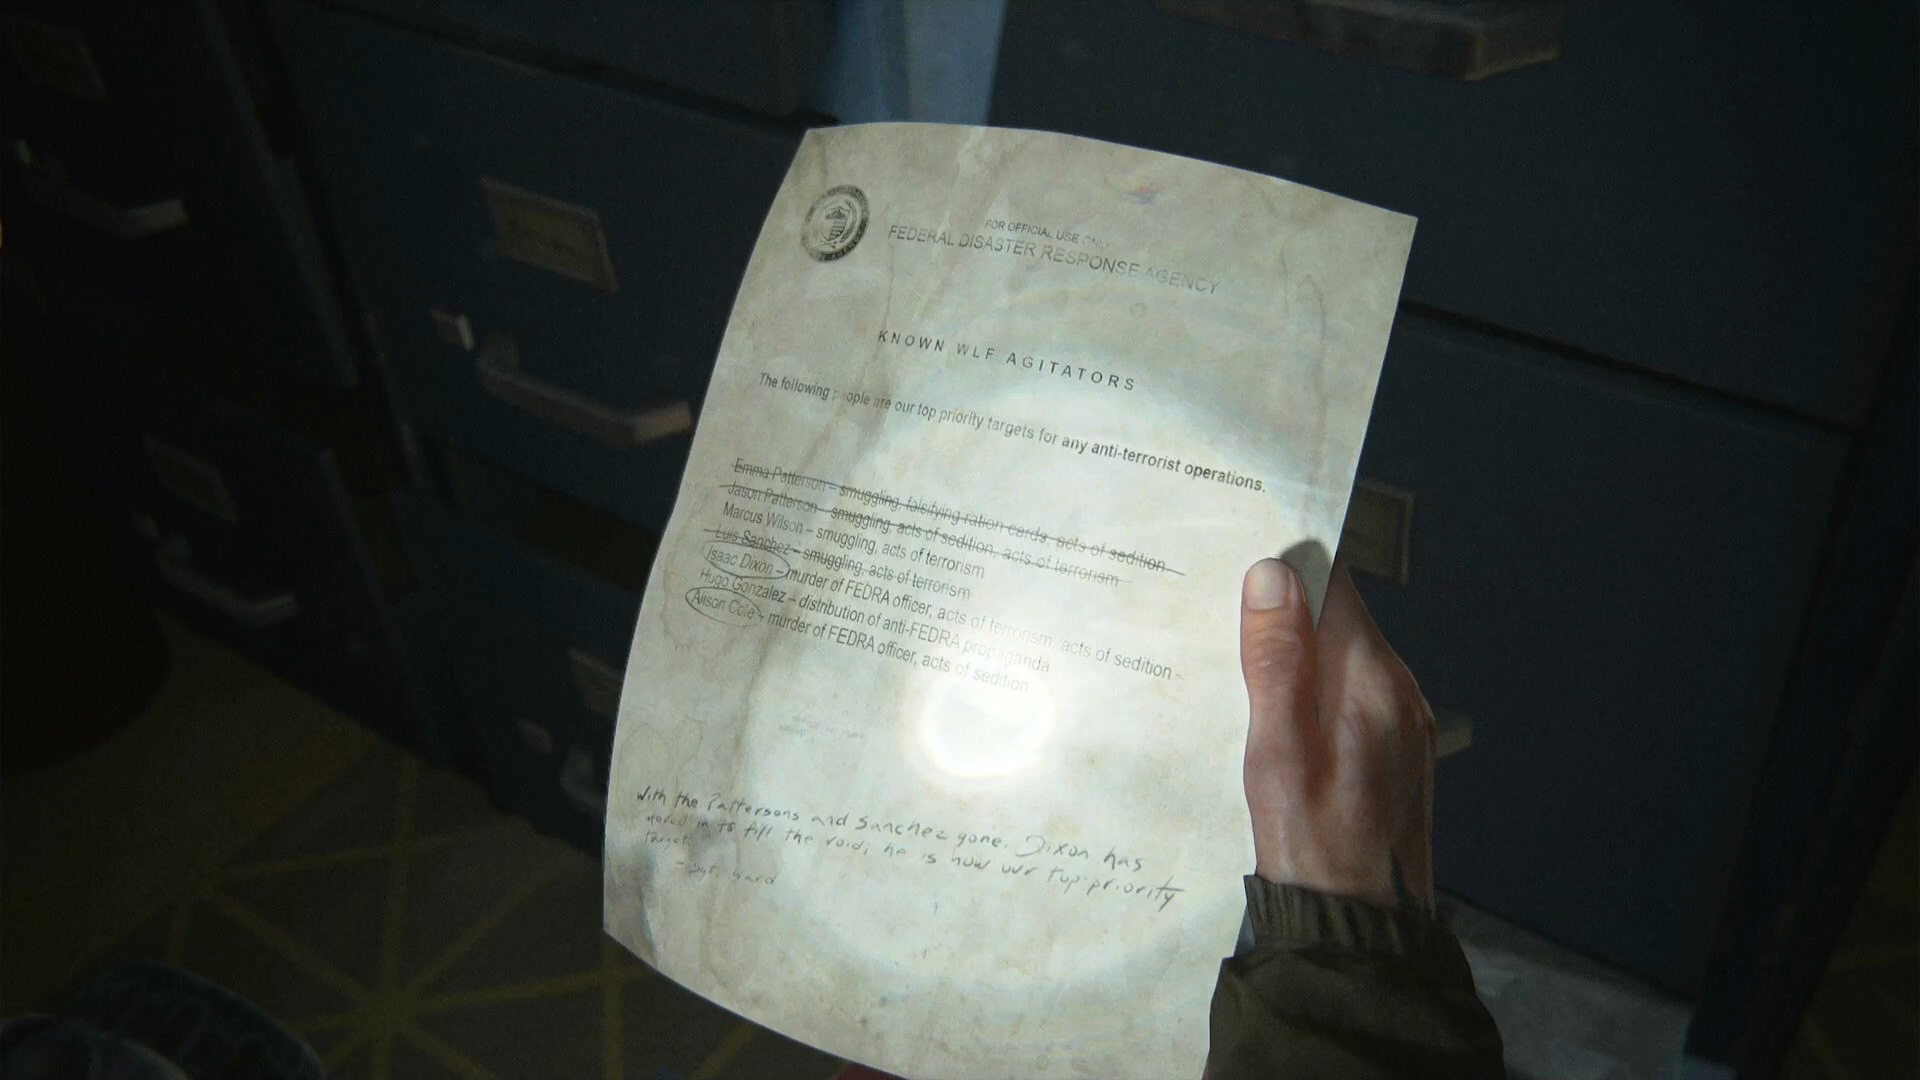 FOR OFFICIAL USE ONLY
FEDERAL DISASTER RESPONSE AGENCY
KNOWN WLF AGITATORS
The following people are our top priority targets for any anti-terrorist operations.
Emma Patterson – smuggling, falsifying ration cards, acts of sedition
Jason Patterson – smuggling, acts of sedition, acts of terrorism
Marcus Wilson – smuggling, acts of terrorism
Luis Sanchez – smuggling, acts of terrorism
Isaac Dixon – murder of FEDRA officer, acts of terrorism, acts of sedition -
Hugo Gonzalez – distribution of anti-FEDRA propaganda
Alison Cole – murder of FEDRA officer, acts of sedition
With the Pattersons and Sanchez gone, Dixon has
moved in to fill the void; he is now our top-priority
target.
- Sgt. Ward